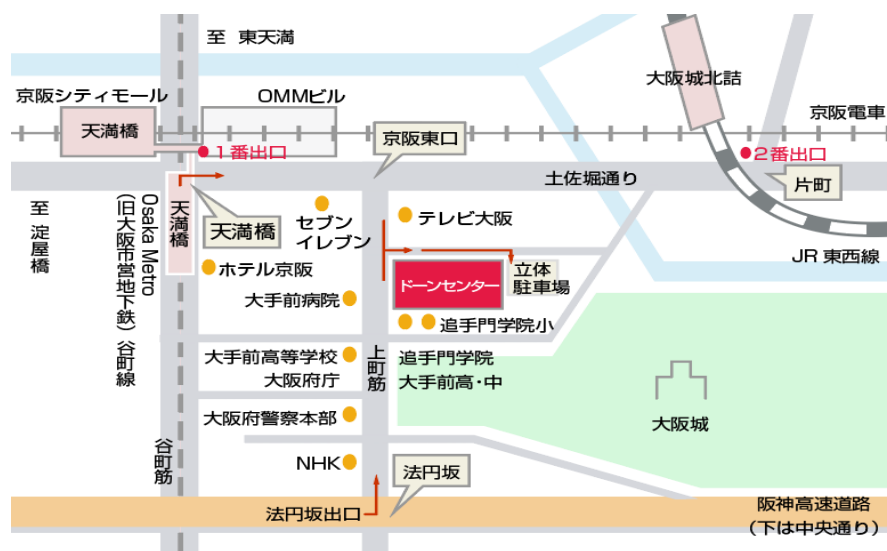 至 東天満
京阪シティモール
OMMビル
大阪城北詰
京阪電車
天満橋
京阪東口
1番出口
2番出口
土佐堀通り
片町
至 淀屋橋
Osaka Metro
(旧大阪市営地下鉄)谷町線
天満橋
天満橋
セブン
イレブン
テレビ大阪
JR東西線
ホテル京阪
ドーンセンター
立体
駐車場
大手前病院
追手門学院小
大手前高等学校
大阪府庁
上町筋
追手門学院
大手前高・中
大阪城
大阪府警察本部
谷町筋
NHK
法円坂
法円坂出口
阪神高速道路
(下は中央通り)